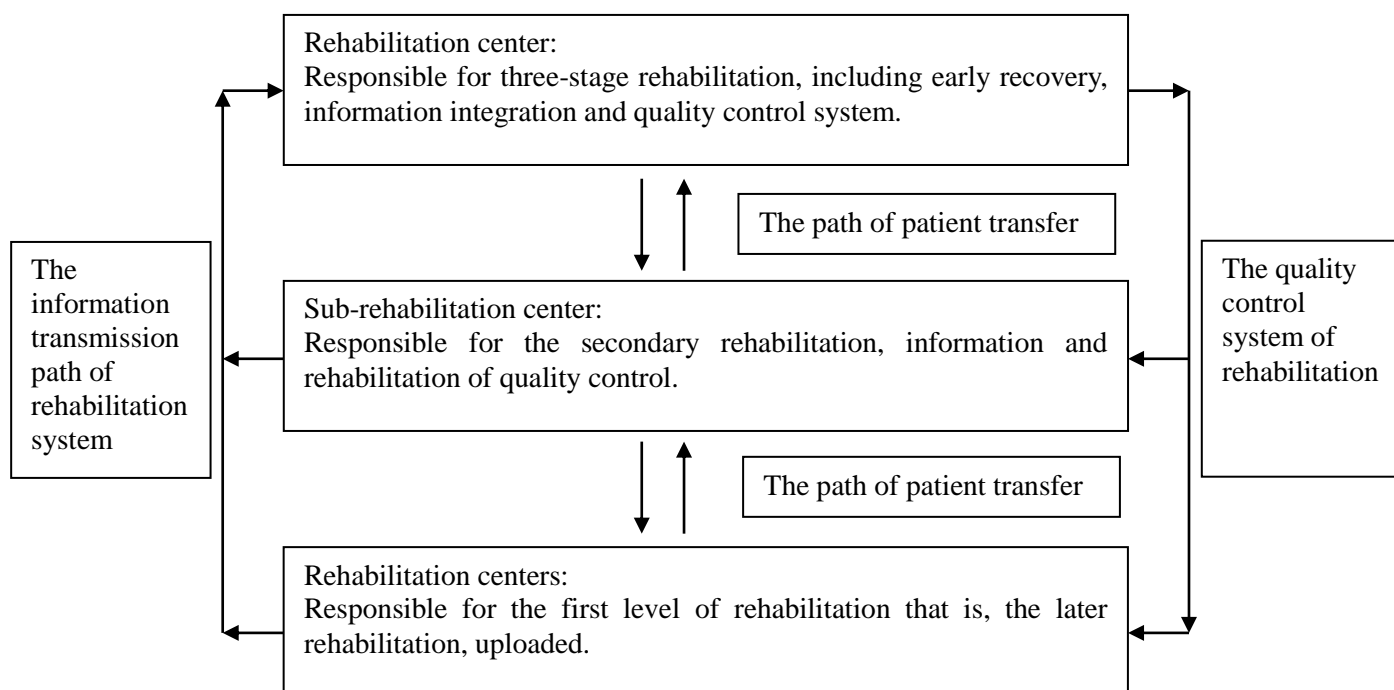 Rehabilitation center:
Responsible for three-stage rehabilitation, including early recovery,
information integration and quality control system.
The path of patient transfer
The
information
transmission
path of
rehabilitation
system
Sub-rehabilitation center:
Responsible for the secondary rehabilitation, information and
rehabilitation of quality control.
The quality
control
system of
rehabilitation
The path of patient transfer
Rehabilitation centers:
Responsible for the first level of rehabilitation that is, the later
rehabilitation, uploaded.